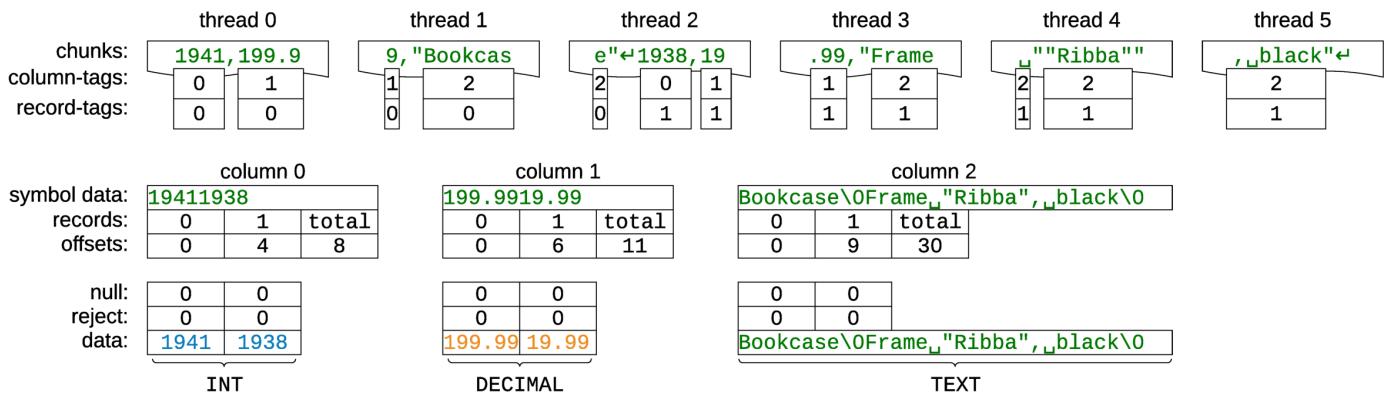 thread 0 thread 1 thread 2 thread 3 thread 4 thread 5
chunks: 1941,199.9 9,"Bookcas e"↵1938,19 .99,"Frame ␣""Ribba"" ,␣black"↵
column-tags: 0 1 1 2 2 0 1 1 2 2 2 2
record-tags: 0 0 0 0 0 1 1 1 1 1 1 1
column 0 column 1 column 2
symbol data: 19411938 199.9919.99 Bookcase\0Frame␣"Ribba",␣black\0
records: 0 1 total 0 1 total 0 1 total
offsets: 0 4 8 0 6 11 0 9 30
null: 0 0 0 0 0 0
reject: 0 0 0 0 0 0
data: 1941 1938 199.99 19.99 Bookcase\0Frame␣"Ribba",␣black\0
INT DECIMAL TEXT